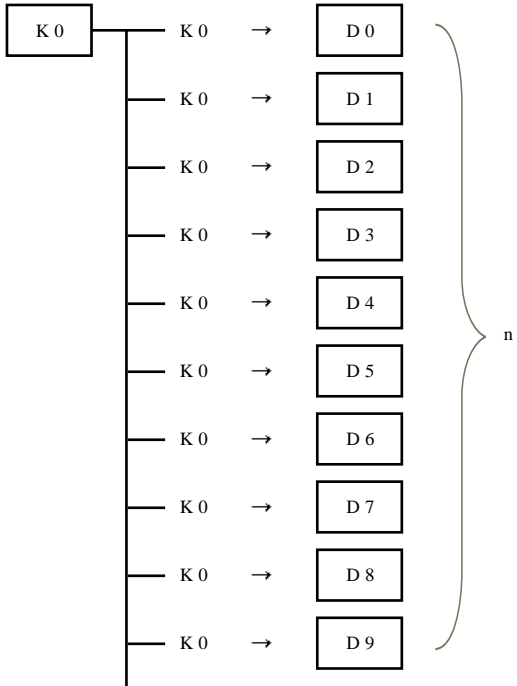 K 0 K 0 → D 0
K 0 → D 1
K 0 → D 2
K 0 → D 3
K 0 → D 4
n
K 0 → D 5
K 0 → D 6
K 0 → D 7
K 0 → D 8
K 0 → D 9